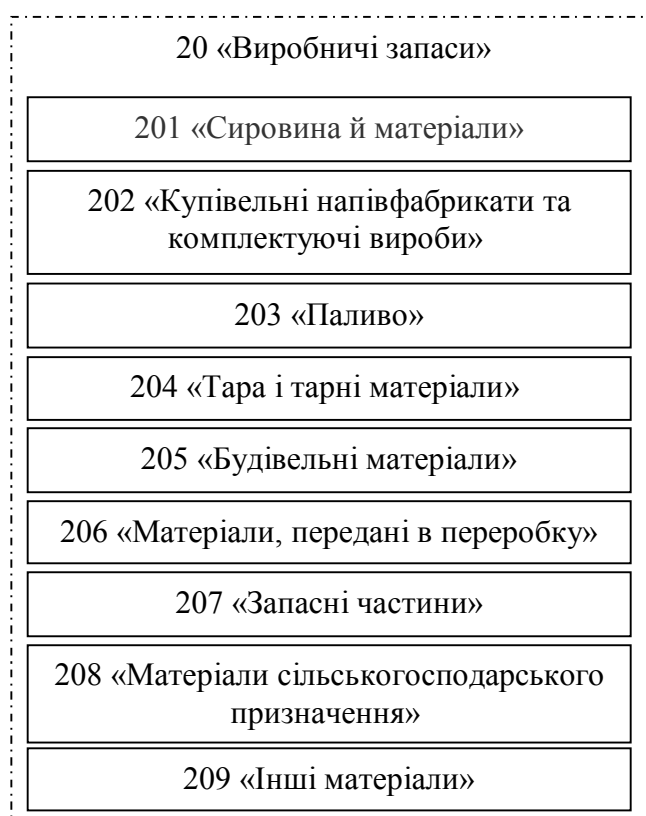 20 «Виробничі запаси»
201 «Сировина й матеріали»
202 «Купівельні напівфабрикати та
комплектуючі вироби»
203 «Паливо»
204 «Тара і тарні матеріали»
205 «Будівельні матеріали»
206 «Матеріали, передані в переробку»
207 «Запасні частини»
208 «Матеріали сільськогосподарського
призначення»
209 «Інші матеріали»